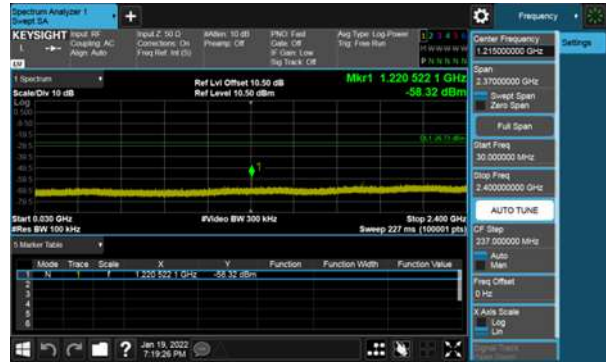 Spectrum Analyzer 1
Swept SA
+
Frequency
KEYSIGHT
Input: RF
Coupling: AC
Align: Auto
Input Z: 50 Ω
Corrections: On
Freq Ref: Int (S)
#Atten: 10 dB
Preamp: Off
PNO: Fast
Gate: Off
IF Gain: Low
Sig Track: Off
Avg Type: Log-Power
Trig: Free Run
Center Frequency
1.215000000 GHz
Settings
Span
2.37000000 GHz
Swept Span
Zero Span
Full Span
Start Freq
30.000000 MHz
Stop Freq
2.400000000 GHz
AUTO TUNE
CF Step
237.000000 MHz
Auto
Man
Freq Offset
0 Hz
X Axis Scale
Log
Lin
1 Spectrum
Scale/Div 10 dB
Log
Ref Lvl Offset 10.50 dB
Ref Level 10.50 dBm
Mkr1 1.220 522 1 GHz
-58.32 dBm
1
Start 0.030 GHz
#Res BW 100 kHz
#Video BW 300 kHz
Stop 2.400 GHz
Sweep 227 ms (100001 pts)
5 Marker Table
Mode Trace Scale X Y Function Function Width Function Value
1 N 1 f 1.220 522 1 GHz -58.32 dBm
2
3
4
5
6
Jan 19, 2022
7:19:26 PM